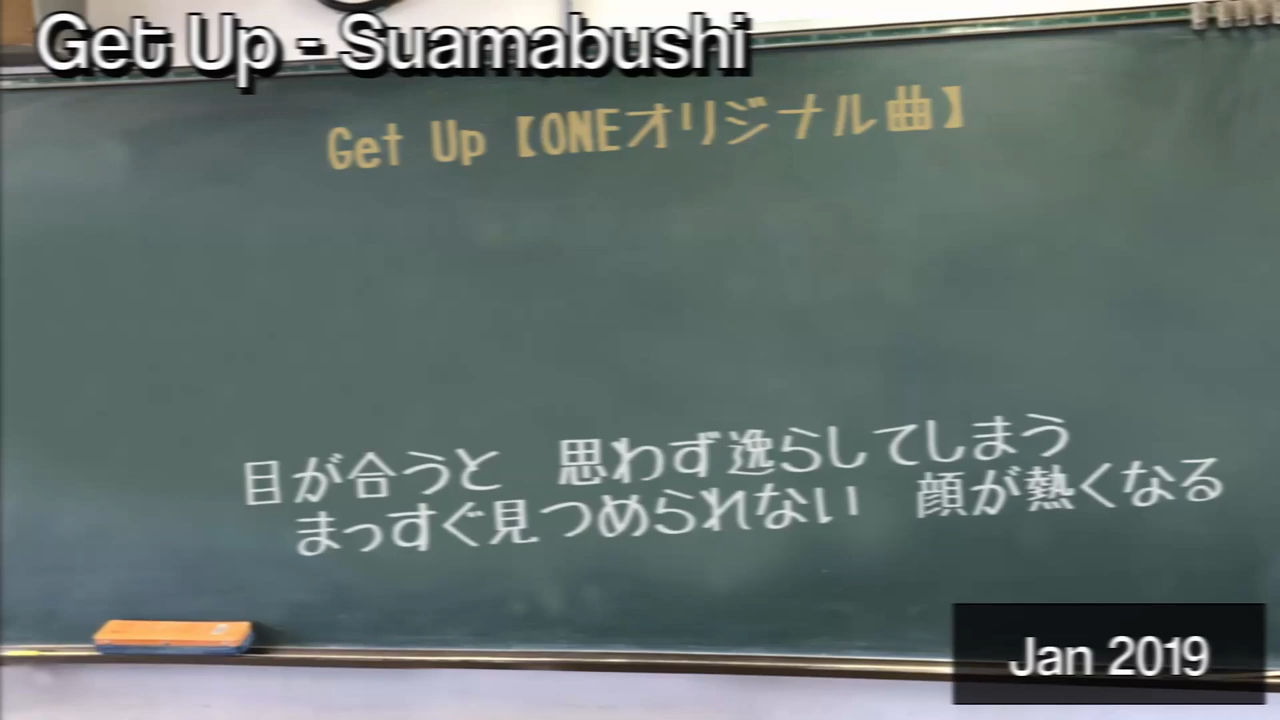 Get Up - Suamabushi
Get Up【ONEオリジナル曲】
目が合うと　思わず逸らしてしまう
まっすぐ見つめられない　顔が熱くなる
Jan 2019